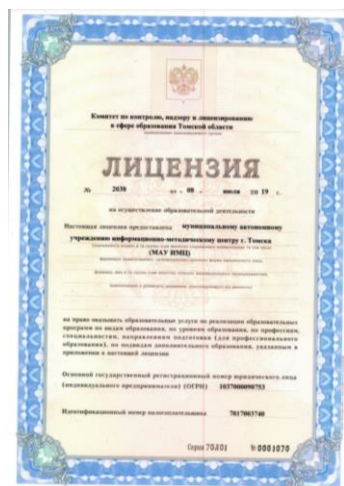 Комитет по контролю, надзору и лицензированию
в сфере образования Томской области
ЛИЦЕНЗИЯ
№ 2030 от « 08 » июля 20 19 г.
на осуществление образовательной деятельности
Настоящая лицензия предоставлена муниципальному автономному
учреждению информационно-методическому центру г. Томска
(МАУ ИМЦ)
на право оказывать образовательные услуги по реализации образовательных
программ по видам образования, по уровням образования, по профессиям,
специальностям, направлениям подготовки (для профессионального
образования), по подвидам дополнительного образования, указанным в
приложении к настоящей лицензии
Основной государственный регистрационный номер юридического лица
(индивидуального предпринимателя) (ОГРН) 1037000090753
Идентификационный номер налогоплательщика 7017003740
Серия 70Л01 № 0001070